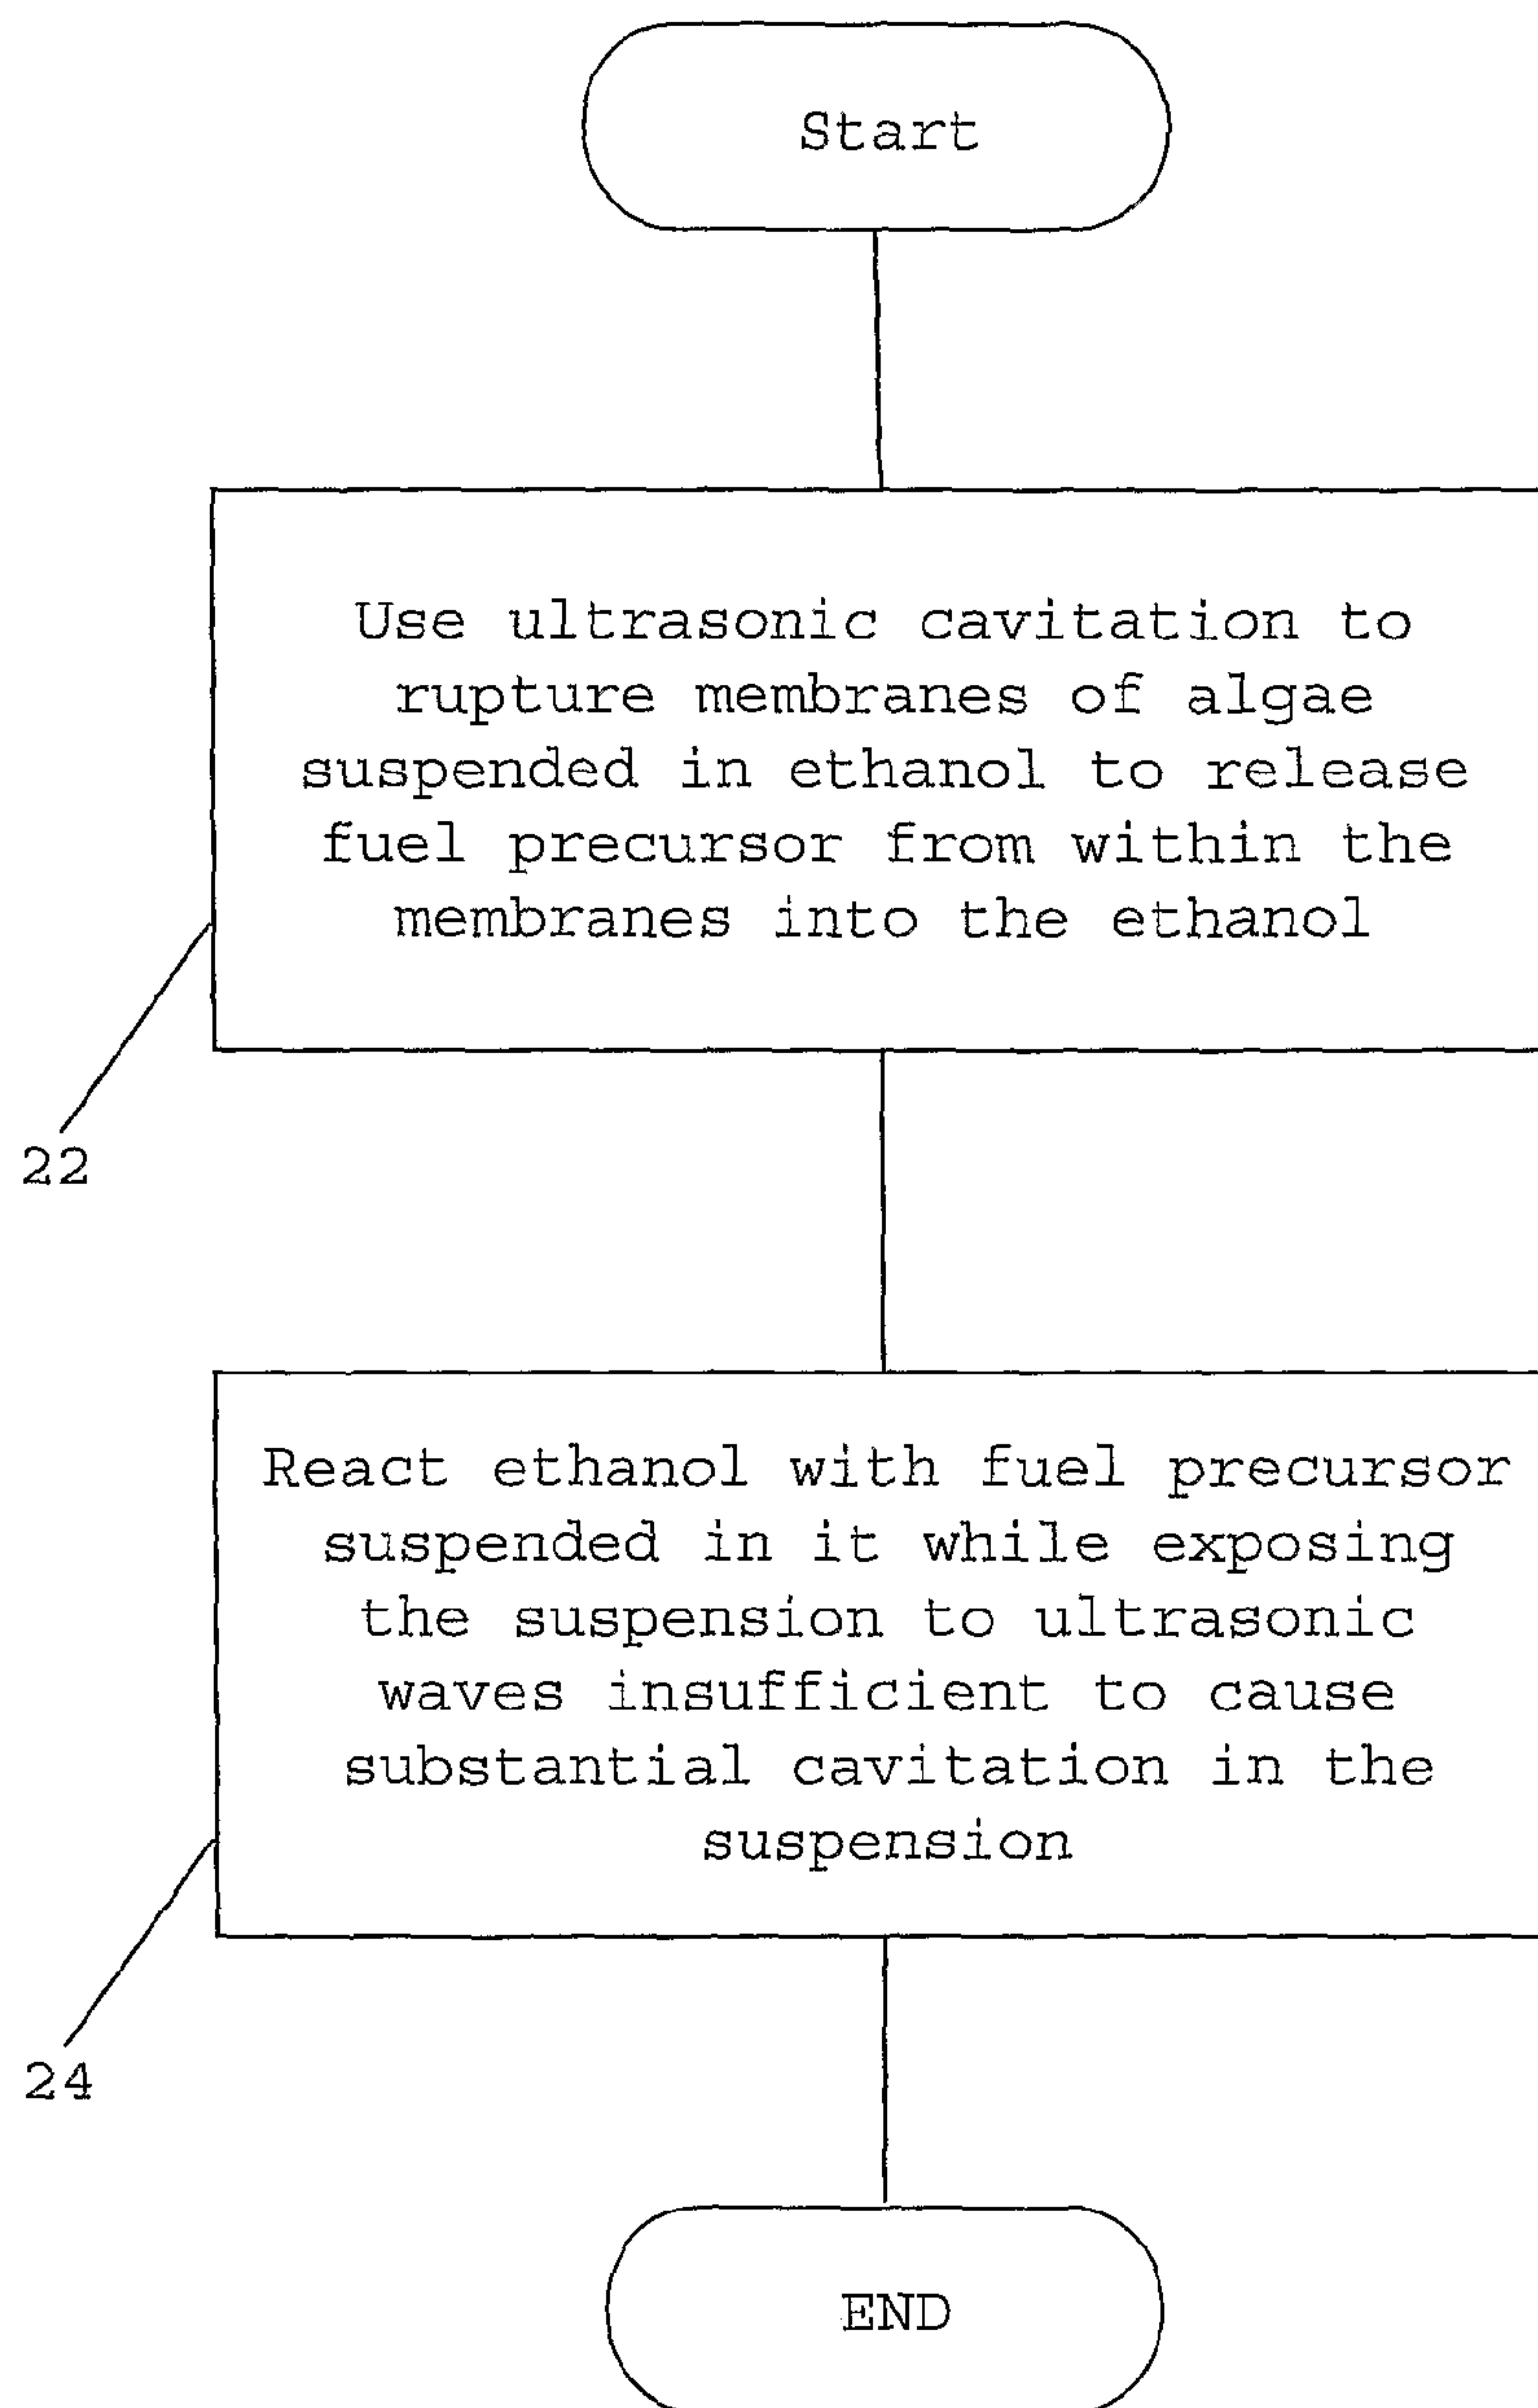 Start
Use ultrasonic cavitation to
rupture membranes of algae
suspended in ethanol to release
fuel precursor from within the
membranes into the ethanol
22
React ethanol with fuel precursor
suspended in it while exposing
the suspension to ultrasonic
waves insufficient to cause
substantial cavitation in the
suspension
24
END